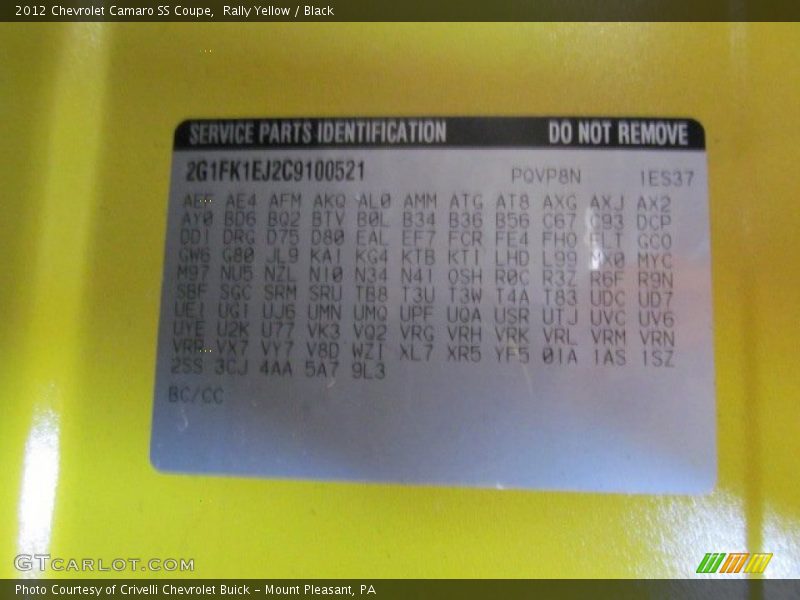 2012 Chevrolet Camaro SS Coupe, Rally Yellow / Black
SERVICE PARTS IDENTIFICATION DO NOT REMOVE
2G1FK1EJ2C9100521 PQVP8N 1ES37
AEF AE4 AFM AKQ AL0 AMM ATG AT8 AXG AXJ AX2
AY0 BD6 BQ2 BTV B0L B34 B36 B56 C67 C93 DCP
DD1 DRG D75 D80 EAL EF7 FCR FE4 FHO FLT GCO
GW6 G80 JL9 KA1 KG4 KTB KTI LHD L99 MX0 MYC
M97 NU5 NZL N10 N34 N41 OSH R0C R3Z R6F R9N
SBF SGC SRM SRU TB8 T3U T3W T4A T83 UDC UD7
UE1 UG1 UJ6 UMN UMQ UPF UQA USR UTJ UVC UV6
UYE U2K U77 VK3 VQ2 VRG VRH VRK VRL VRM VRN
VRR VX7 VY7 V8D WZ1 XL7 XR5 YF5 01A 1AS 1SZ
2SS 3CJ 4AA 5A7 9L3
BC/CC
GTCARLOT.COM
Photo Courtesy of Crivelli Chevrolet Buick - Mount Pleasant, PA